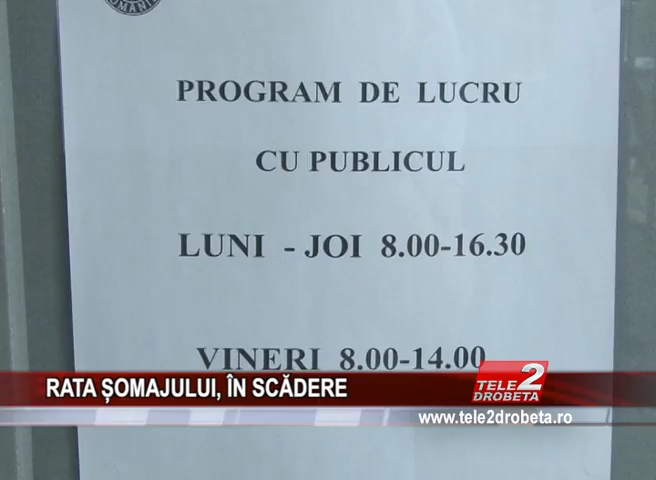 ROMANIA
PROGRAM DE LUCRU
CU PUBLICUL
LUNI - JOI 8.00-16.30
VINERI 8.00-14.00
RATA ȘOMAJULUI, ÎN SCĂDERE
TELE 2
DROBETA
www.tele2drobeta.ro